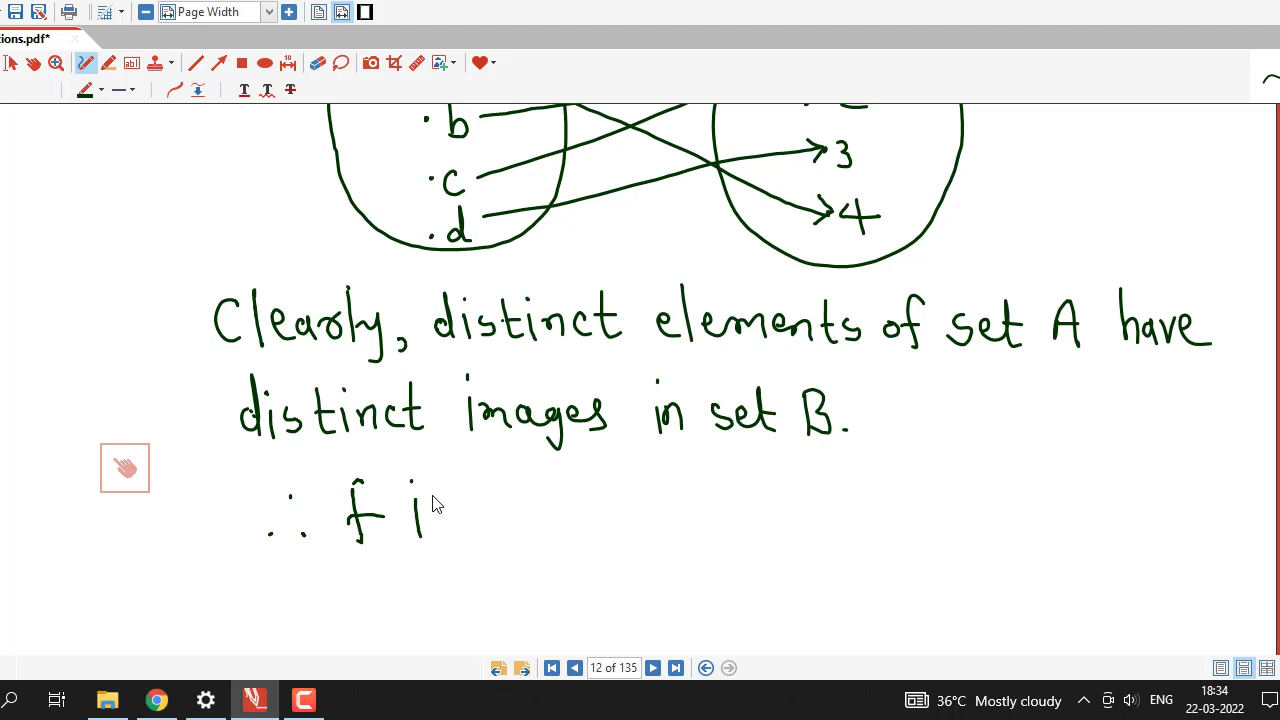 Page Width
ions.pdf*
10
T T T
b
c
3
d
4
Clearly, distinct elements of set A have
distinct images in set B.
∴ f i
12 of 135
36°C Mostly cloudy
ENG
18:34
22-03-2022